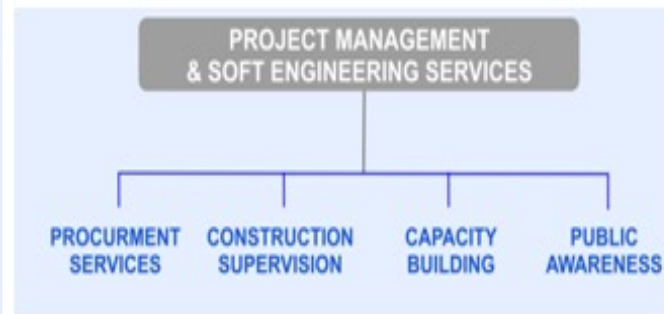 PROJECT MANAGEMENT
& SOFT ENGINEERING SERVICES
PROCURMENT
SERVICES
CONSTRUCTION
SUPERVISION
CAPACITY
BUILDING
PUBLIC
AWARENESS